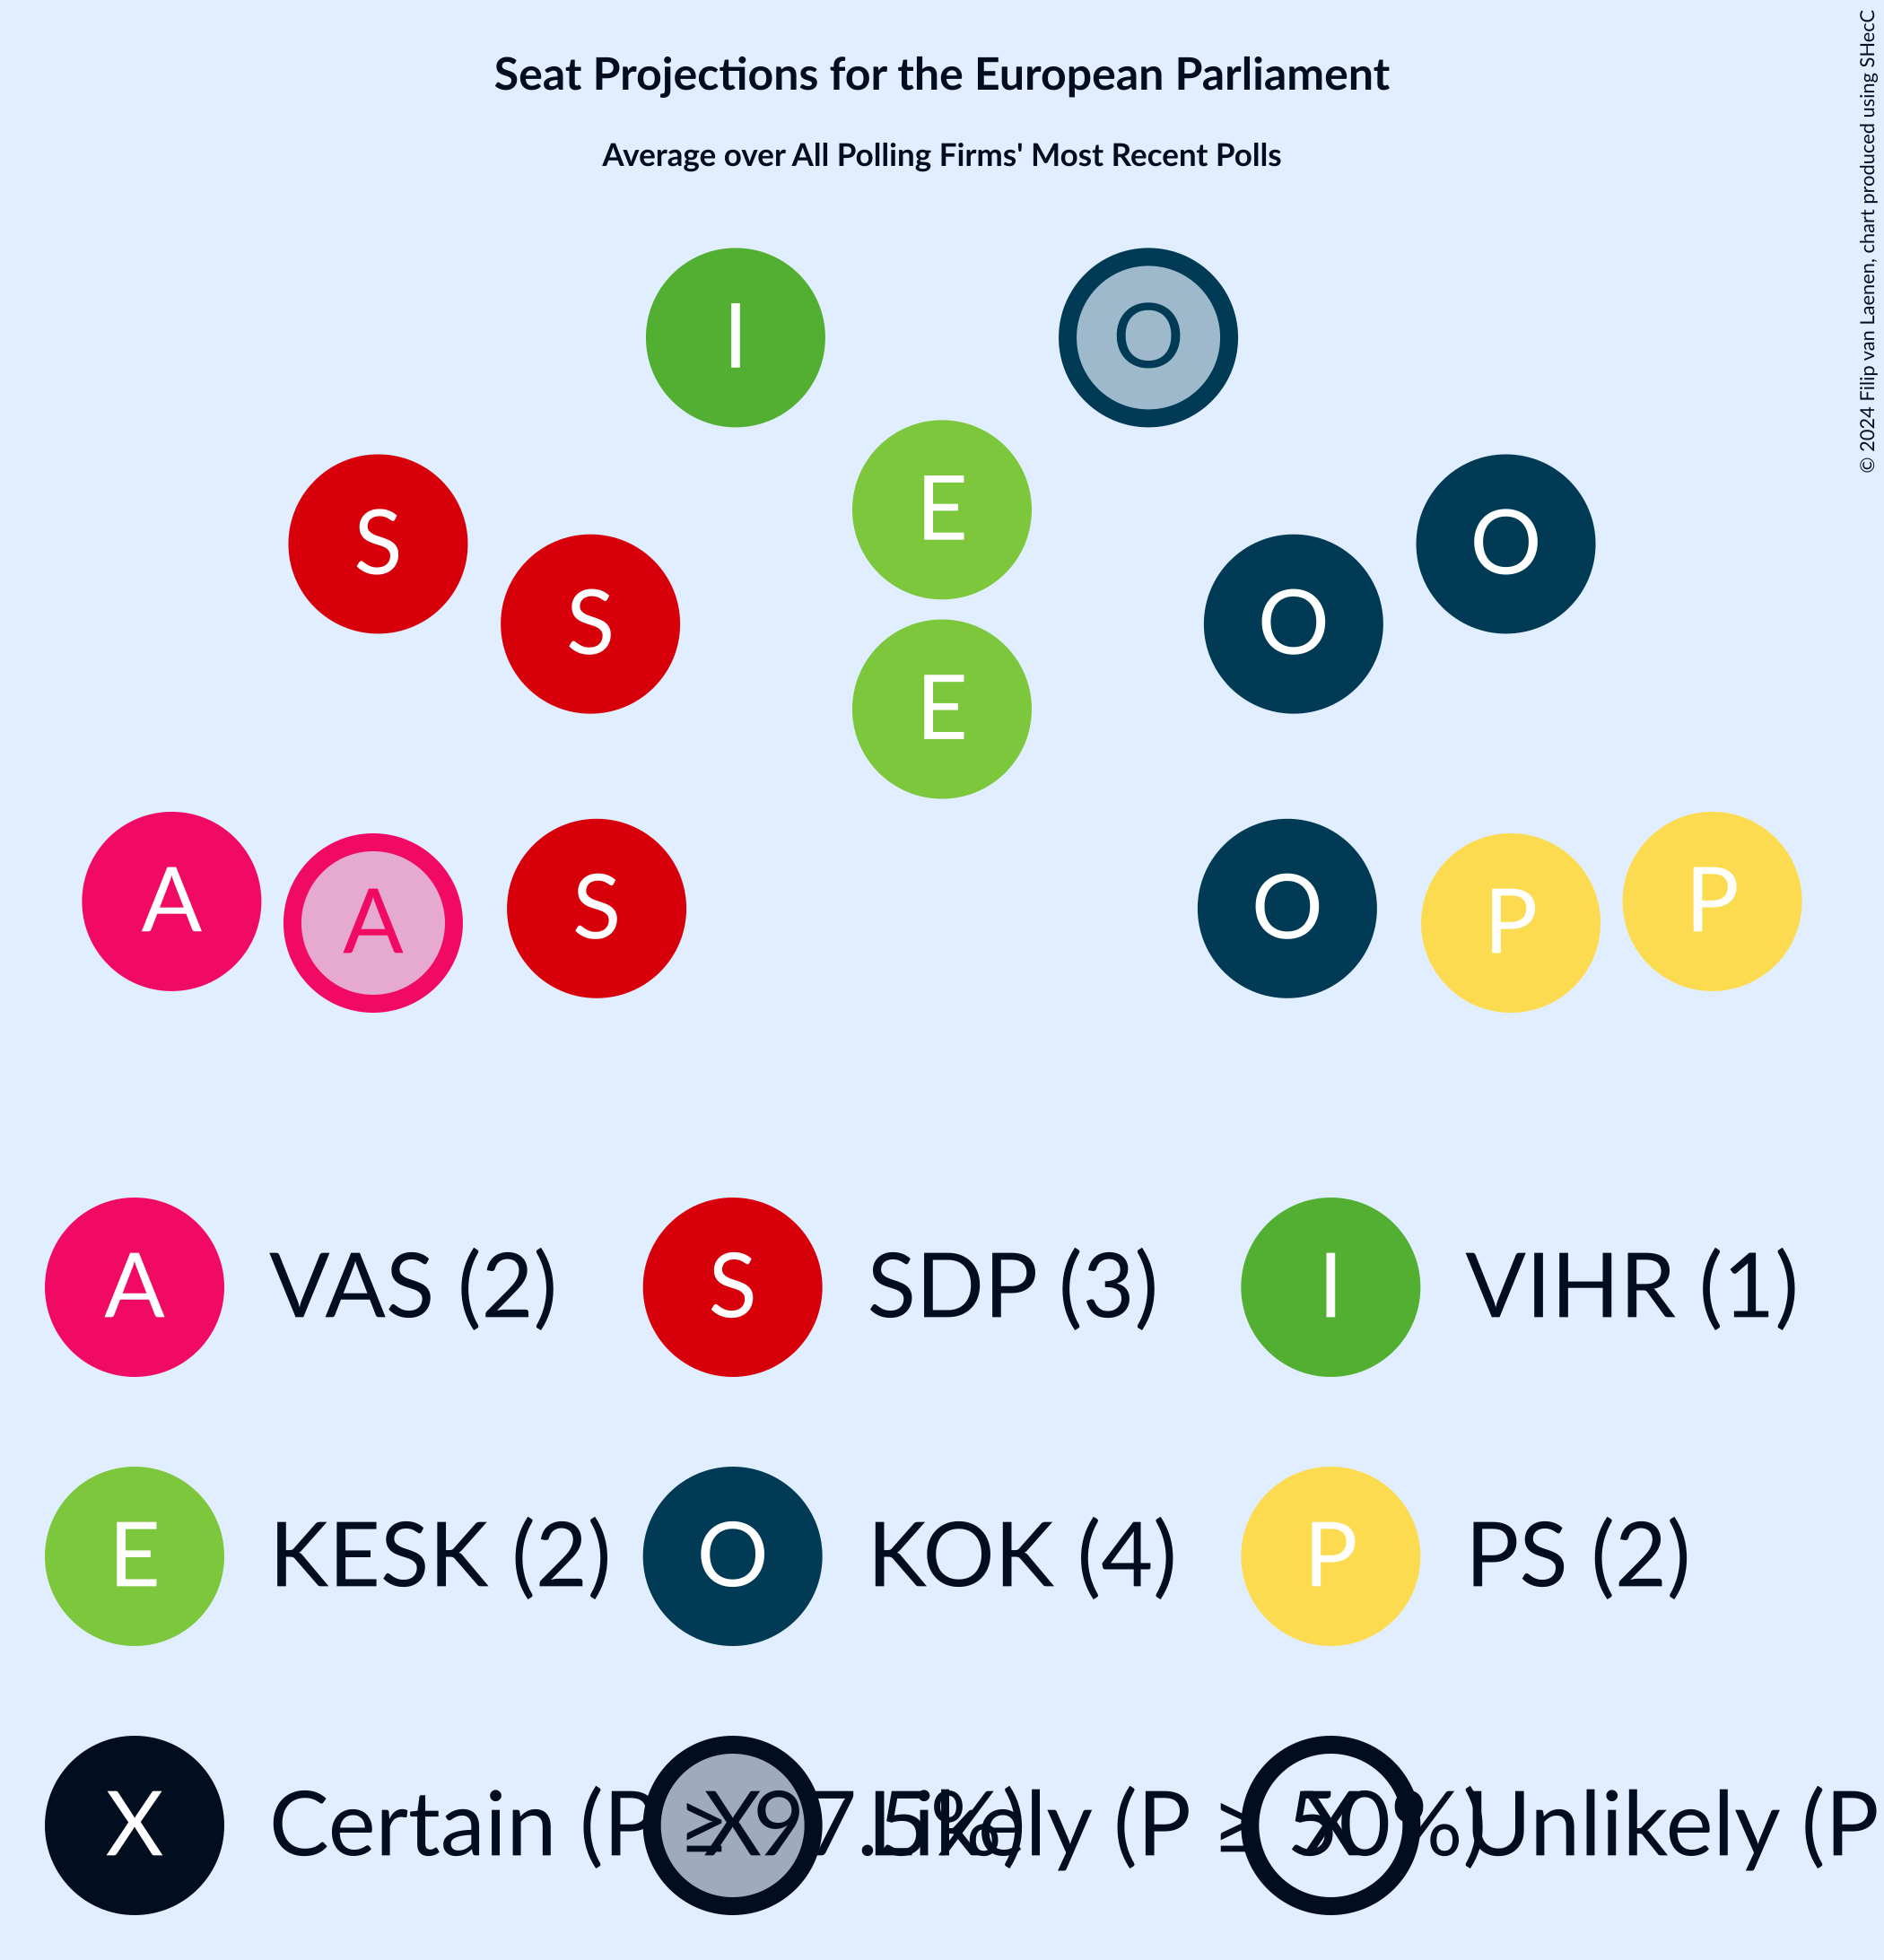 Seat Projections for the European Parliament
Average over All Polling Firms' Most Recent Polls
© 2024 Filip van Laenen, chart produced using SHecC
I O
E
S O
S O
E
A P
A S O P
A VAS (2) S SDP (3) I VIHR (1)
E KESK (2) O KOK (4) P PS (2)
X Certain (P ≥ 97.5%) X Likely (P ≥ 50%) X Unlikely (P